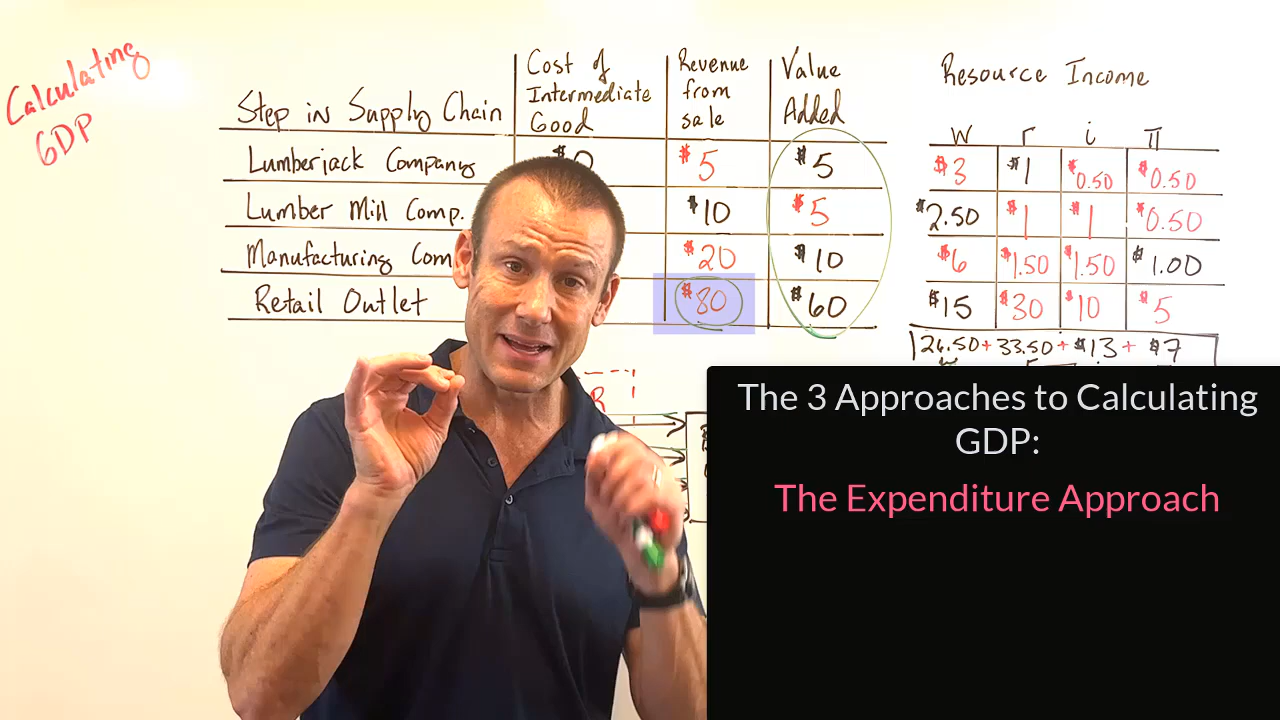 Calculating
GDP
Step in Supply Chain
Cost of
Intermediate
Good
Revenue
from
sale
Value
Added
Resource Income
W r i π
Lumberjack Company $0 $5 $5 $3 $1 $0.50 $0.50
Lumber Mill Comp. $10 $5 $2.50 $1 $1 $0.50
Manufacturing Com $20 $10 $6 $1.50 $1.50 $1.00
Retail Outlet $80 $60 $15 $30 $10 $5
26.50 + 33.50 + $13 + $7
R
The 3 Approaches to Calculating
GDP:
The Expenditure Approach